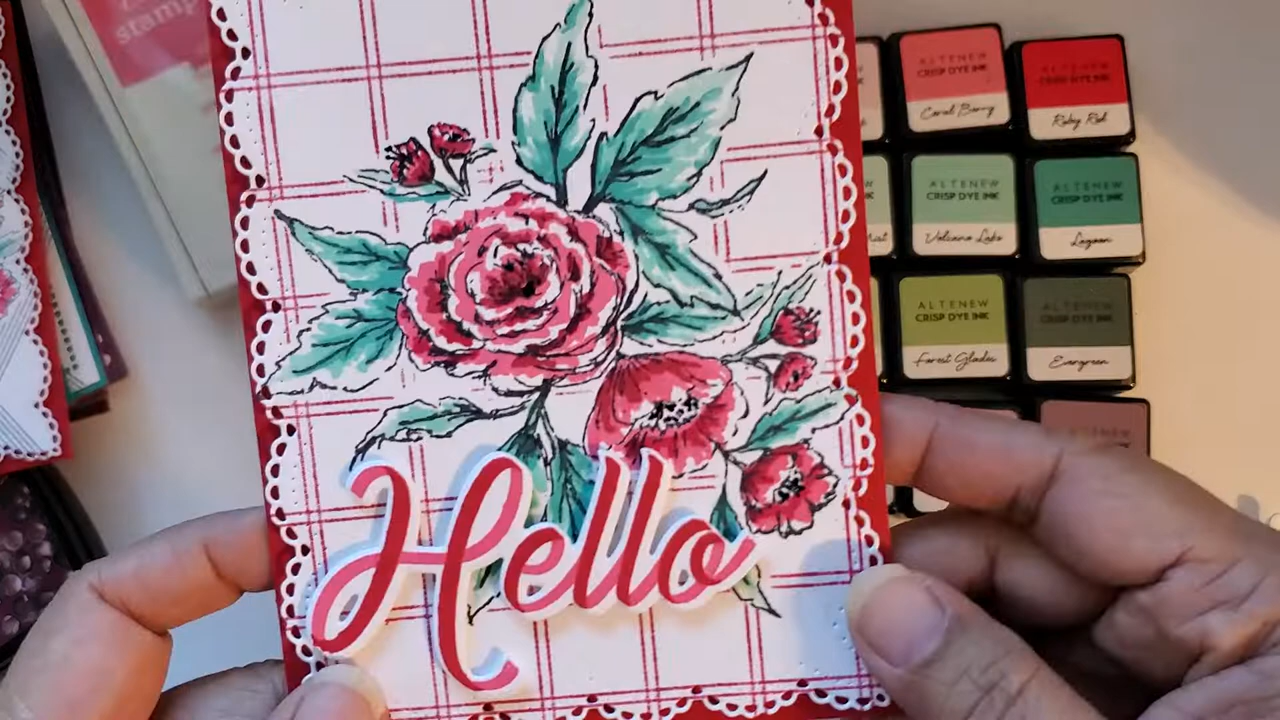 stamp
ALTENEW
CRISP DYE INK
Coral Berry
ALTENEW
CRISP DYE INK
Ruby Red
ALTENEW
CRISP DYE INK
Volcano Lake
ALTENEW
CRISP DYE INK
Lagoon
ALTENEW
CRISP DYE INK
Forest Glades
ALTENEW
CRISP DYE INK
Evergreen
Hello